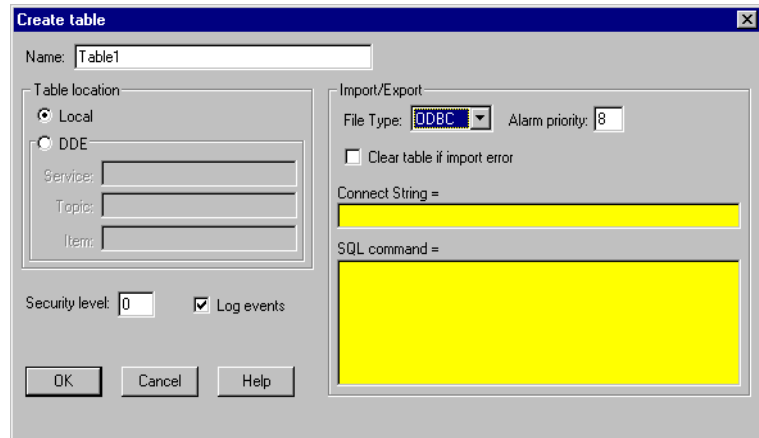 Create table
Name: Table1
Table location
Local
DDE
Service:
Topic:
Item:
Security level: 0
Log events
OK
Cancel
Help
Import/Export
File Type: ODBC
Alarm priority: 8
Clear table if import error
Connect String =
SQL command =